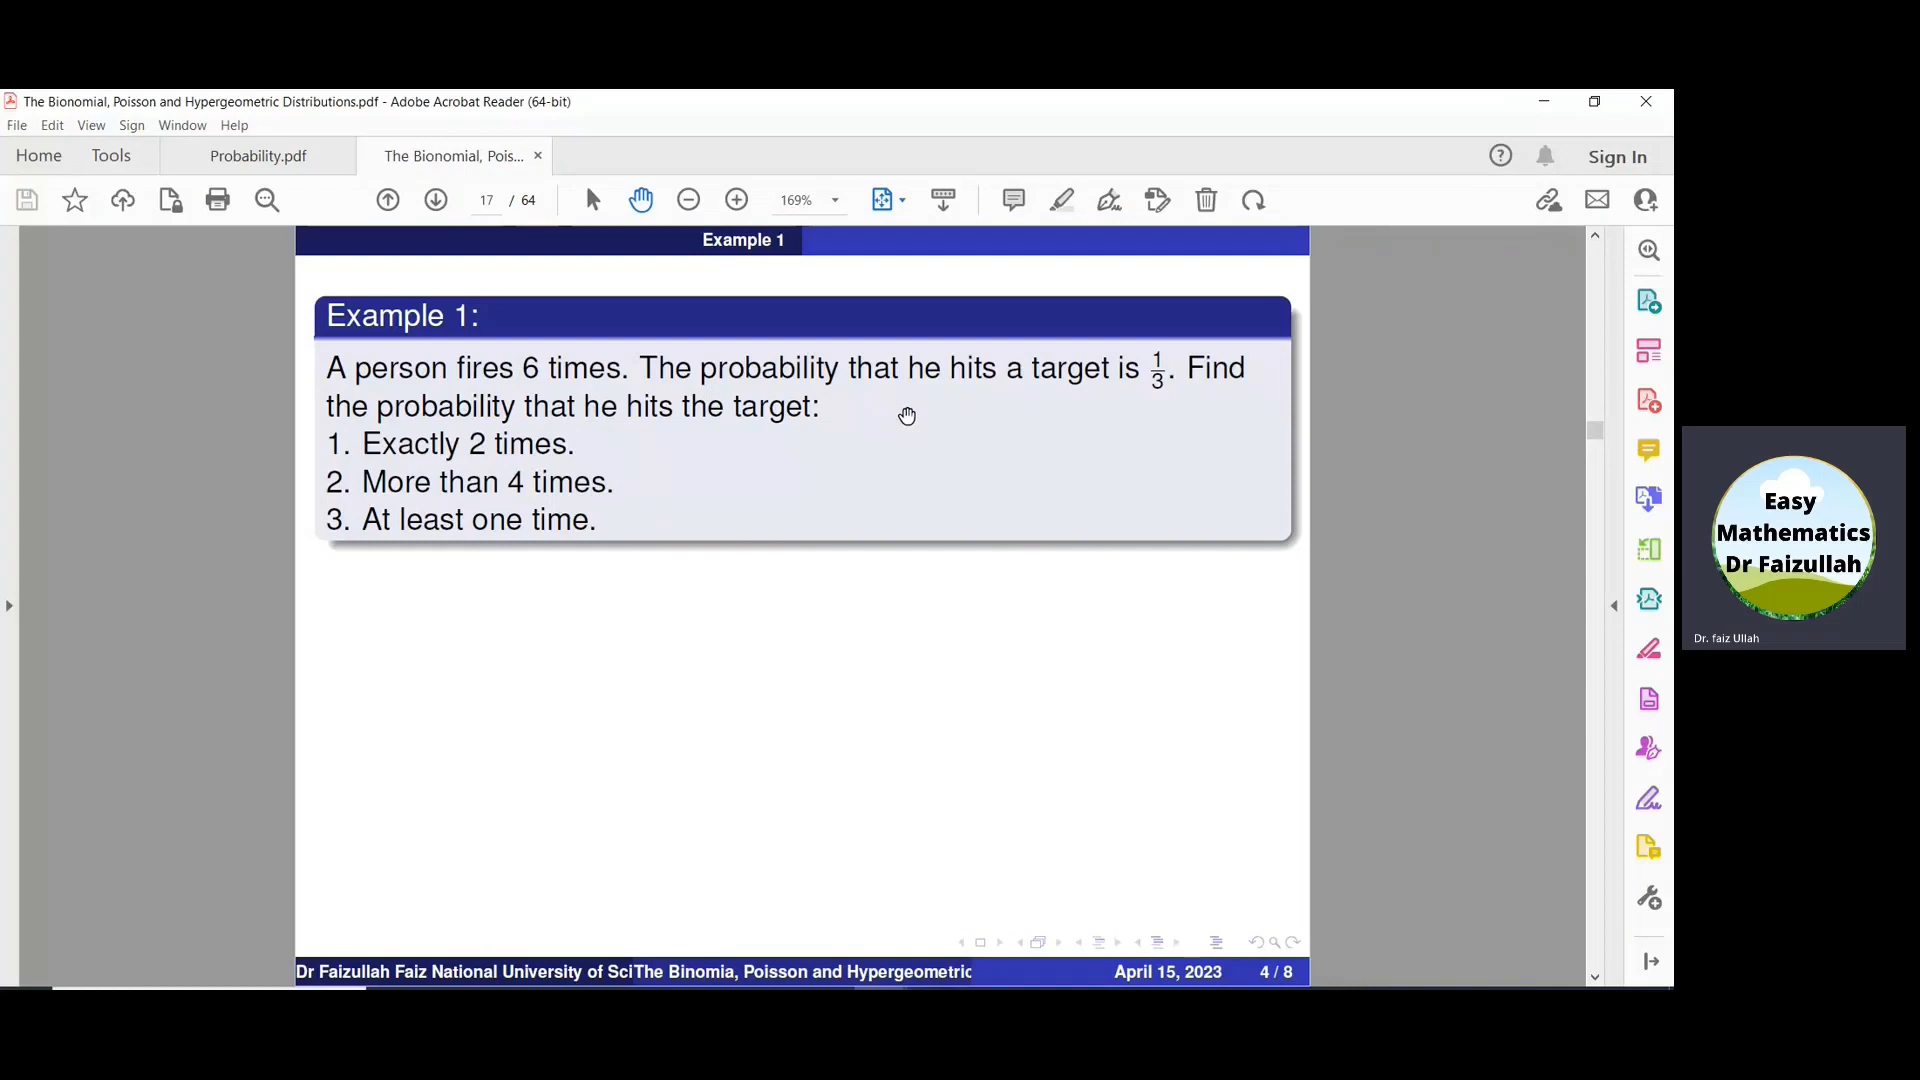 The Bionomial, Poisson and Hypergeometric Distributions.pdf - Adobe Acrobat Reader (64-bit)
File Edit View Sign Window Help
Home Tools Probability.pdf The Bionomial, Pois... × Sign In
17 / 64 169%
Example 1
Example 1:
A person fires 6 times. The probability that he hits a target is 1/3. Find
the probability that he hits the target:
1. Exactly 2 times.
2. More than 4 times.
3. At least one time.
Easy
Mathematics
Dr Faizullah
Dr. faiz Ullah
Dr Faizullah Faiz National University of Sci The Binomia, Poisson and Hypergeometric April 15, 2023 4 / 8